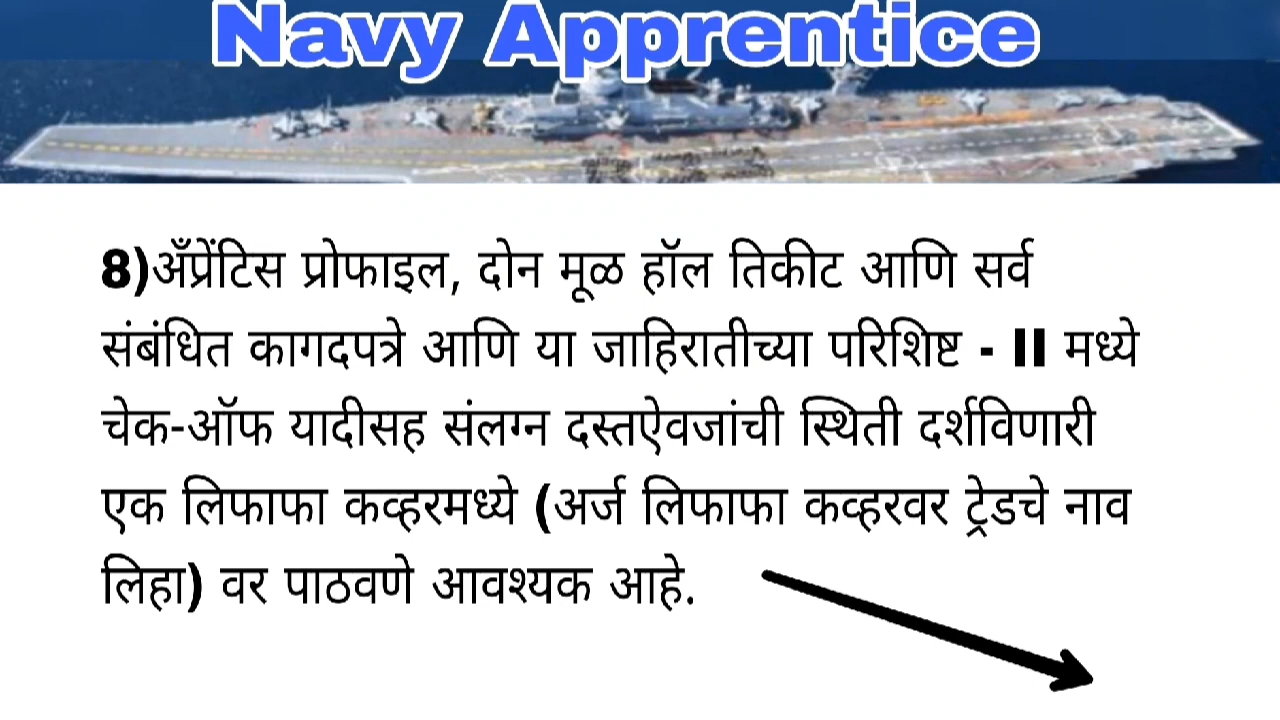 Navy Apprentice
8)अँप्रेंटिस प्रोफाइल, दोन मूळ हॉल तिकीट आणि सर्व
संबंधित कागदपत्रे आणि या जाहिरातीच्या परिशिष्ट - II मध्ये
चेक-ऑफ यादीसह संलग्न दस्तऐवजांची स्थिती दर्शविणारी
एक लिफाफा कव्हरमध्ये (अर्ज लिफाफा कव्हरवर ट्रेडचे नाव
लिहा) वर पाठवणे आवश्यक आहे.